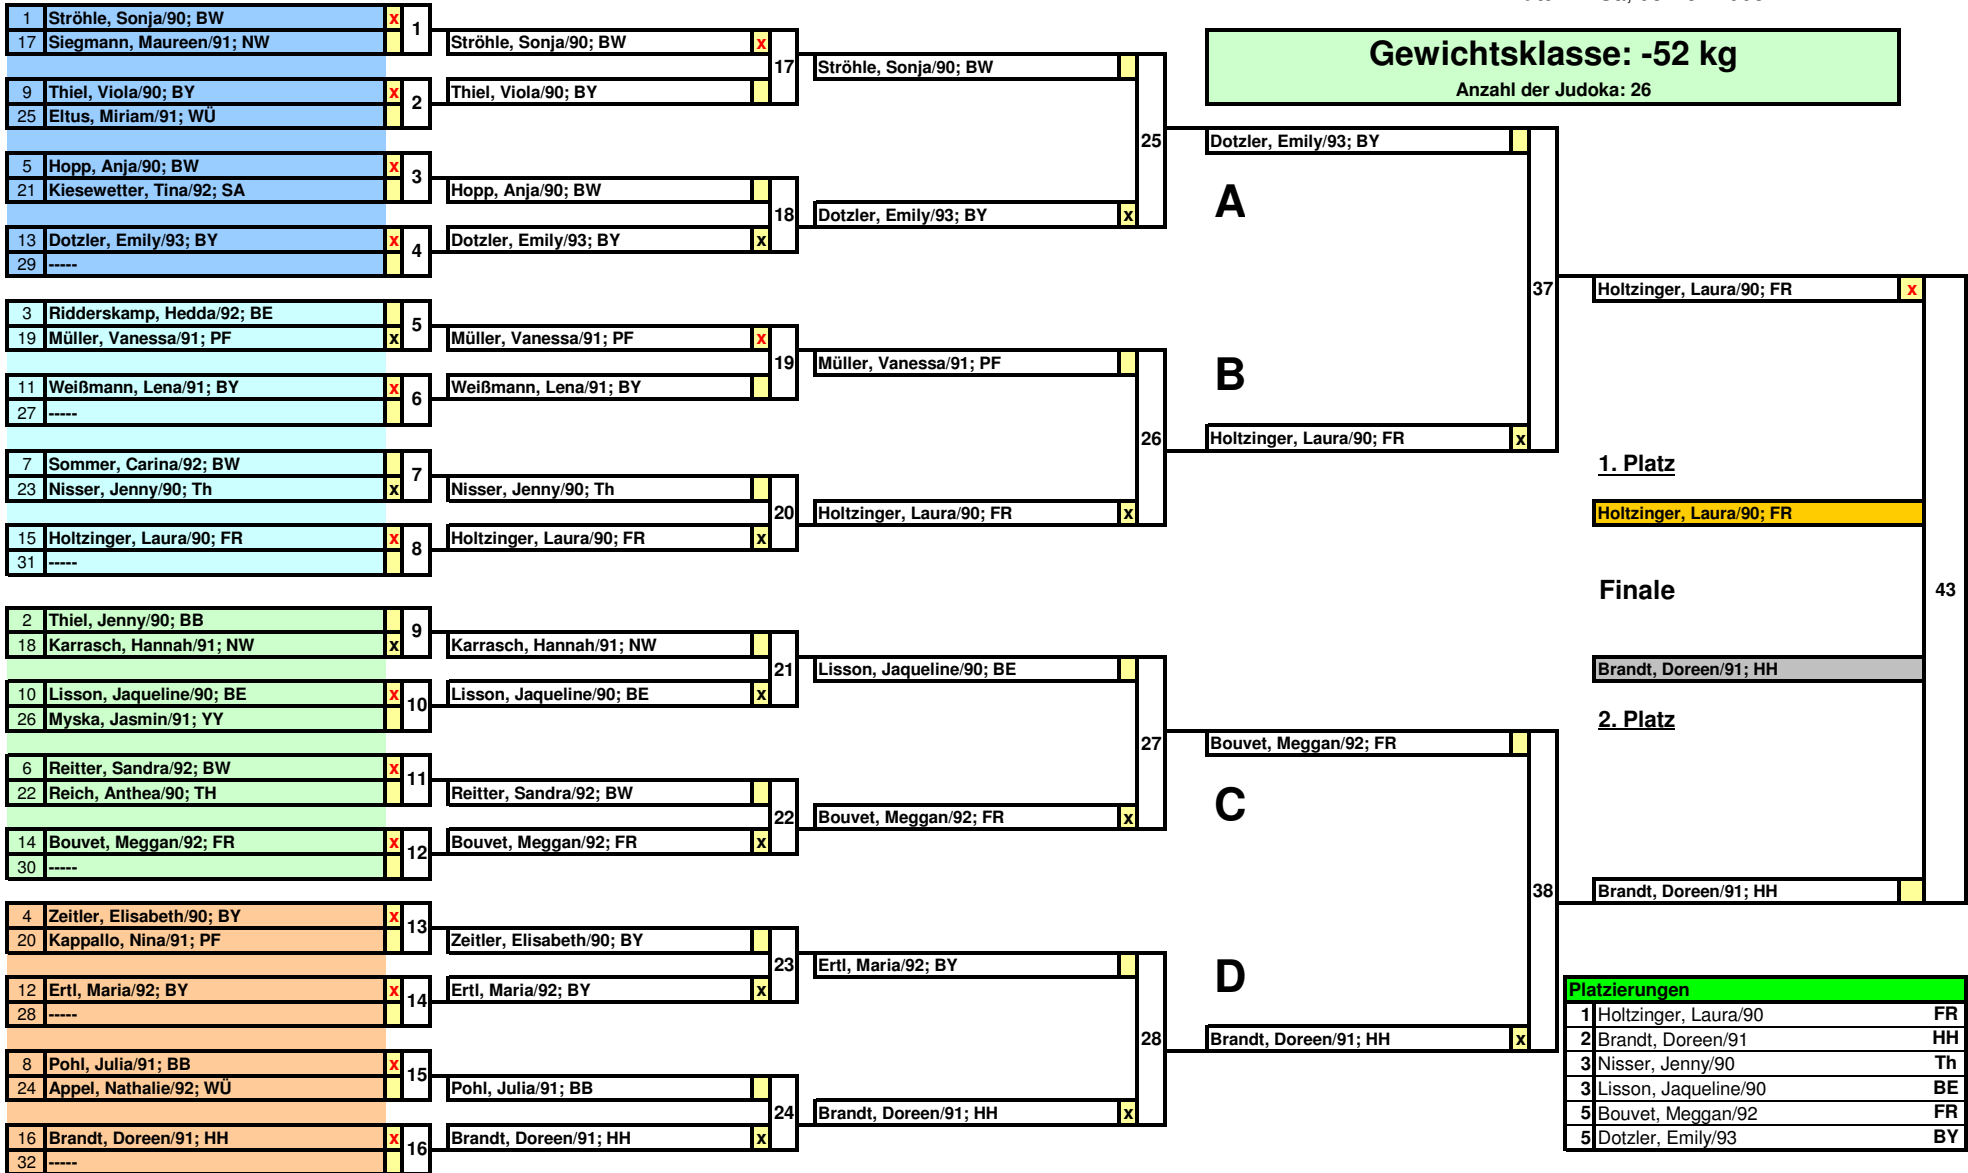 Gewichtsklasse: -52 kg
Anzahl der Judoka: 26
1 Ströhle, Sonja/90; BW x
17 Siegmann, Maureen/91; NW
1
9 Thiel, Viola/90; BY x
25 Eltus, Miriam/91; WÜ
2
5 Hopp, Anja/90; BW x
21 Kiesewetter, Tina/92; SA
3
13 Dotzler, Emily/93; BY x
29 -----
4
3 Ridderskamp, Hedda/92; BE
19 Müller, Vanessa/91; PF x
5
11 Weißmann, Lena/91; BY x
27 -----
6
7 Sommer, Carina/92; BW
23 Nisser, Jenny/90; Th x
7
15 Holtzinger, Laura/90; FR x
31 -----
8
2 Thiel, Jenny/90; BB
18 Karrasch, Hannah/91; NW x
9
10 Lisson, Jaqueline/90; BE x
26 Myska, Jasmin/91; YY
10
6 Reitter, Sandra/92; BW x
22 Reich, Anthea/90; TH
11
14 Bouvet, Meggan/92; FR x
30 -----
12
4 Zeitler, Elisabeth/90; BY x
20 Kappallo, Nina/91; PF
13
12 Ertl, Maria/92; BY x
28 -----
14
8 Pohl, Julia/91; BB x
24 Appel, Nathalie/92; WÜ
15
16 Brandt, Doreen/91; HH x
32 -----
16
Ströhle, Sonja/90; BW x
17
Thiel, Viola/90; BY
Hopp, Anja/90; BW
18
Dotzler, Emily/93; BY x
Müller, Vanessa/91; PF x
19
Weißmann, Lena/91; BY
Nisser, Jenny/90; Th
20
Holtzinger, Laura/90; FR x
Karrasch, Hannah/91; NW
21
Lisson, Jaqueline/90; BE x
Reitter, Sandra/92; BW
22
Bouvet, Meggan/92; FR x
Zeitler, Elisabeth/90; BY
23
Ertl, Maria/92; BY x
Pohl, Julia/91; BB
24
Brandt, Doreen/91; HH x
Ströhle, Sonja/90; BW
25
Dotzler, Emily/93; BY x
Müller, Vanessa/91; PF
26
Holtzinger, Laura/90; FR x
Lisson, Jaqueline/90; BE
27
Bouvet, Meggan/92; FR x
Ertl, Maria/92; BY
28
Brandt, Doreen/91; HH x
Dotzler, Emily/93; BY
A
37
B
Holtzinger, Laura/90; FR x
Bouvet, Meggan/92; FR
C
38
D
Brandt, Doreen/91; HH x
Holtzinger, Laura/90; FR x
1. Platz
Holtzinger, Laura/90; FR
Finale
43
Brandt, Doreen/91; HH
2. Platz
Brandt, Doreen/91; HH
Platzierungen
1 Holtzinger, Laura/90 FR
2 Brandt, Doreen/91 HH
3 Nisser, Jenny/90 Th
3 Lisson, Jaqueline/90 BE
5 Bouvet, Meggan/92 FR
5 Dotzler, Emily/93 BY